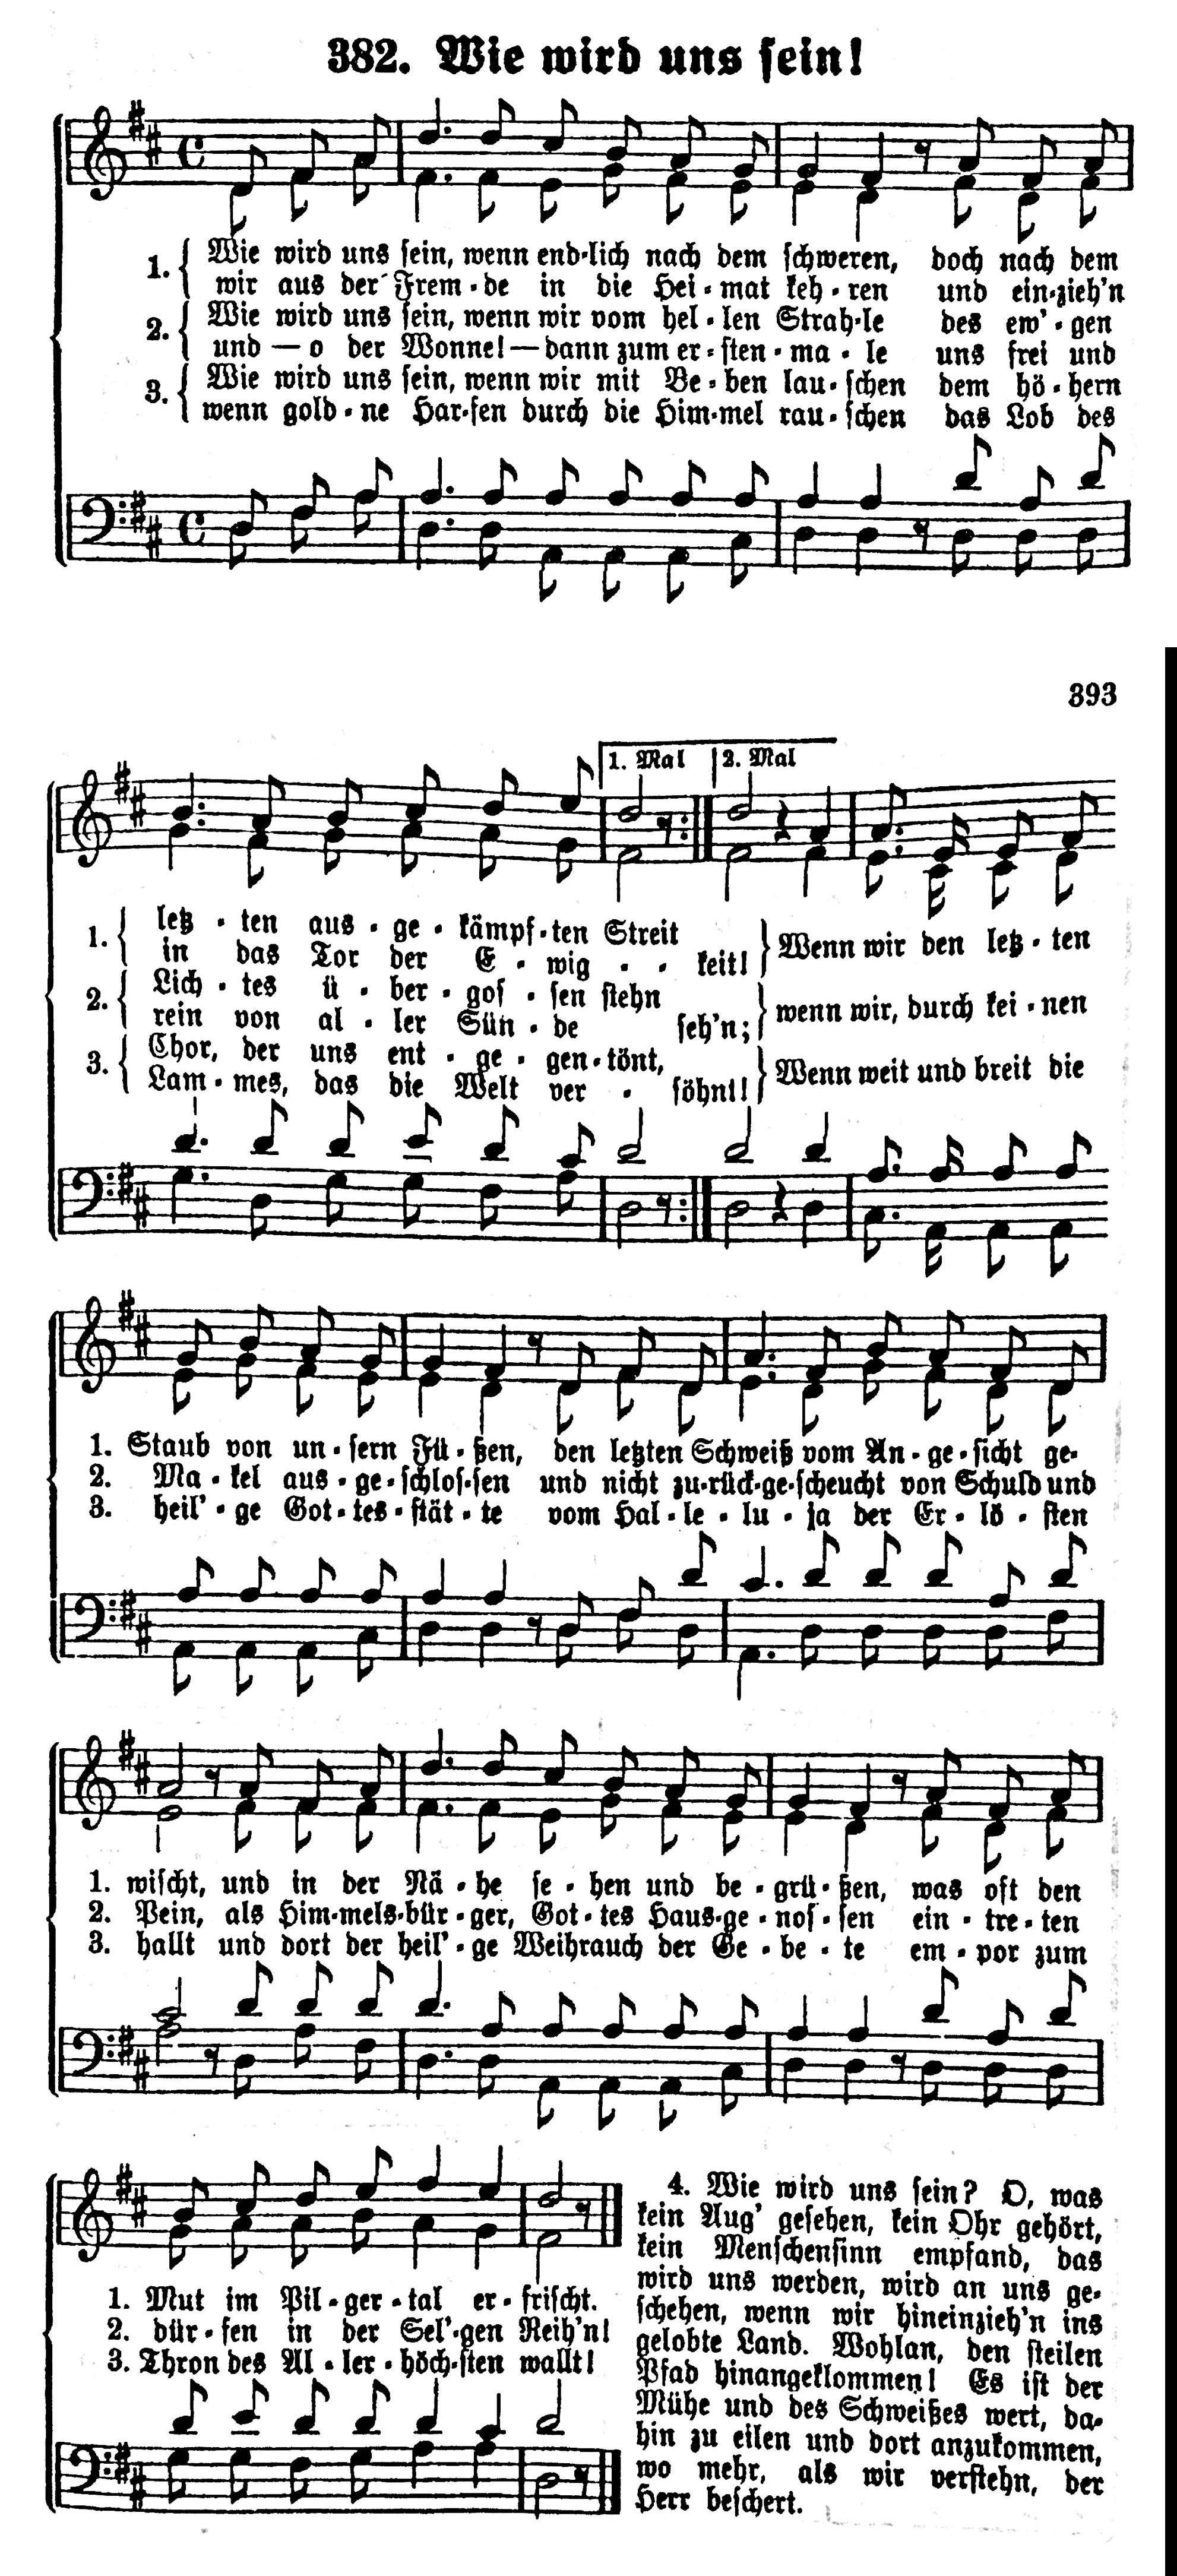 382. Wie wird uns sein!
1. { Wie wird uns sein, wenn end-lich nach dem schweren, doch nach dem
wir aus der Frem-de in die Hei-mat keh-ren und ein-zieh'n
2. { Wie wird uns sein, wenn wir vom hel-len Strah-le des ew'-gen
und — o der Wonne! — dann zum er-sten-ma-le uns frei und
3. { Wie wird uns sein, wenn wir mit Be-ben lau-schen dem hö-hern
wenn gold-ne Har-fen durch die Him-mel rau-schen das Lob des
393
1. Mal 2. Mal
1. { letz-ten aus-ge-kämpf-ten Streit
in das Tor der E-wig--keit! } Wenn wir den letz-ten
2. { Lich-tes ü-ber-gos-sen stehn
rein von al-ler Sün-de seh'n; } wenn wir, durch kei-nen
3. { Chor, der uns ent-ge-gen-tönt,
Lam-mes, das die Welt ver-söhnt! } Wenn weit und breit die
1. Staub von un-sern Fü-ßen, den letzten Schweiß vom An-ge-sicht ge-
2. Ma-kel aus-ge-schlos-sen und nicht zu-rück-ge-scheucht von Schuld und
3. heil'-ge Got-tes-stät-te vom Hal-le-lu-ja der Er-lö-sten
1. wischt, und in der Nä-he se-hen und be-grü-ßen, was oft den
2. Pein, als Him-mels-bür-ger, Got-tes Haus-ge-nos-sen ein-tre-ten
3. hallt und dort der heil'-ge Weihrauch der Ge-be-te em-por zum
1. Mut im Pil-ger-tal er-frischt.
2. dür-fen in der Sel'-gen Reih'n!
3. Thron des Al-ler-höch-sten wallt!
4. Wie wird uns sein? O, was
kein Aug' gesehen, kein Ohr gehört,
kein Menschensinn empfand, das
wird uns werden, wird an uns ge-
schehen, wenn wir hineinzieh'n ins
gelobte Land. Wohlan, den steilen
Pfad hinangeklommen! Es ist der
Mühe und des Schweißes wert, da-
hin zu eilen und dort anzukommen,
wo mehr, als wir verstehn, der
Herr beschert.